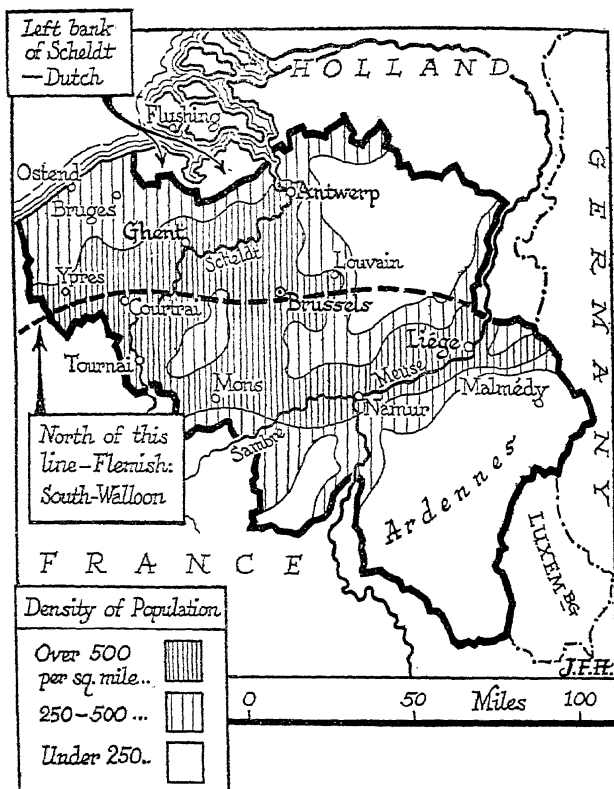 Left bank
of Scheldt
—Dutch
HOLLAND
Flushing
GERMANY
Ostend
Bruges
Antwerp
Ghent
Scheldt
Louvain
Ypres
Courtrai
Brussels
Tournai
Liége
Meuse
Mons
Namur
Malmédy
Sambre
North of this
line—Flemish:
South—Walloon
Ardennes
FRANCE
LUXEMBG
Density of Population
Over 500
per sq. mile..
250–500 ...
Under 250..
J.F.H.
0 Miles 50 100